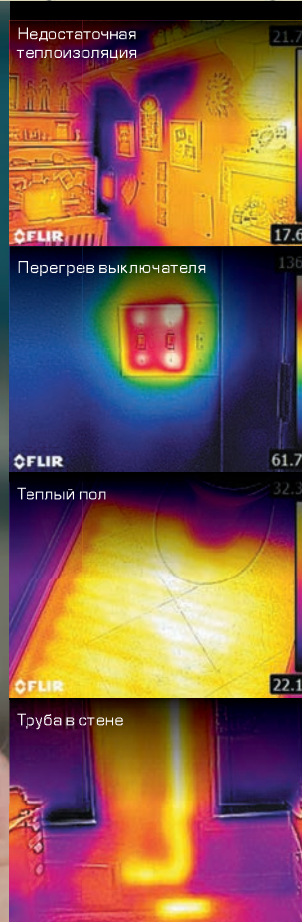 Недостаточная
теплоизоляция
21.7
FLIR
17.6
Перегрев выключателя
136
FLIR
61.7
Теплый пол
32.3
FLIR
22.1
Труба в стене